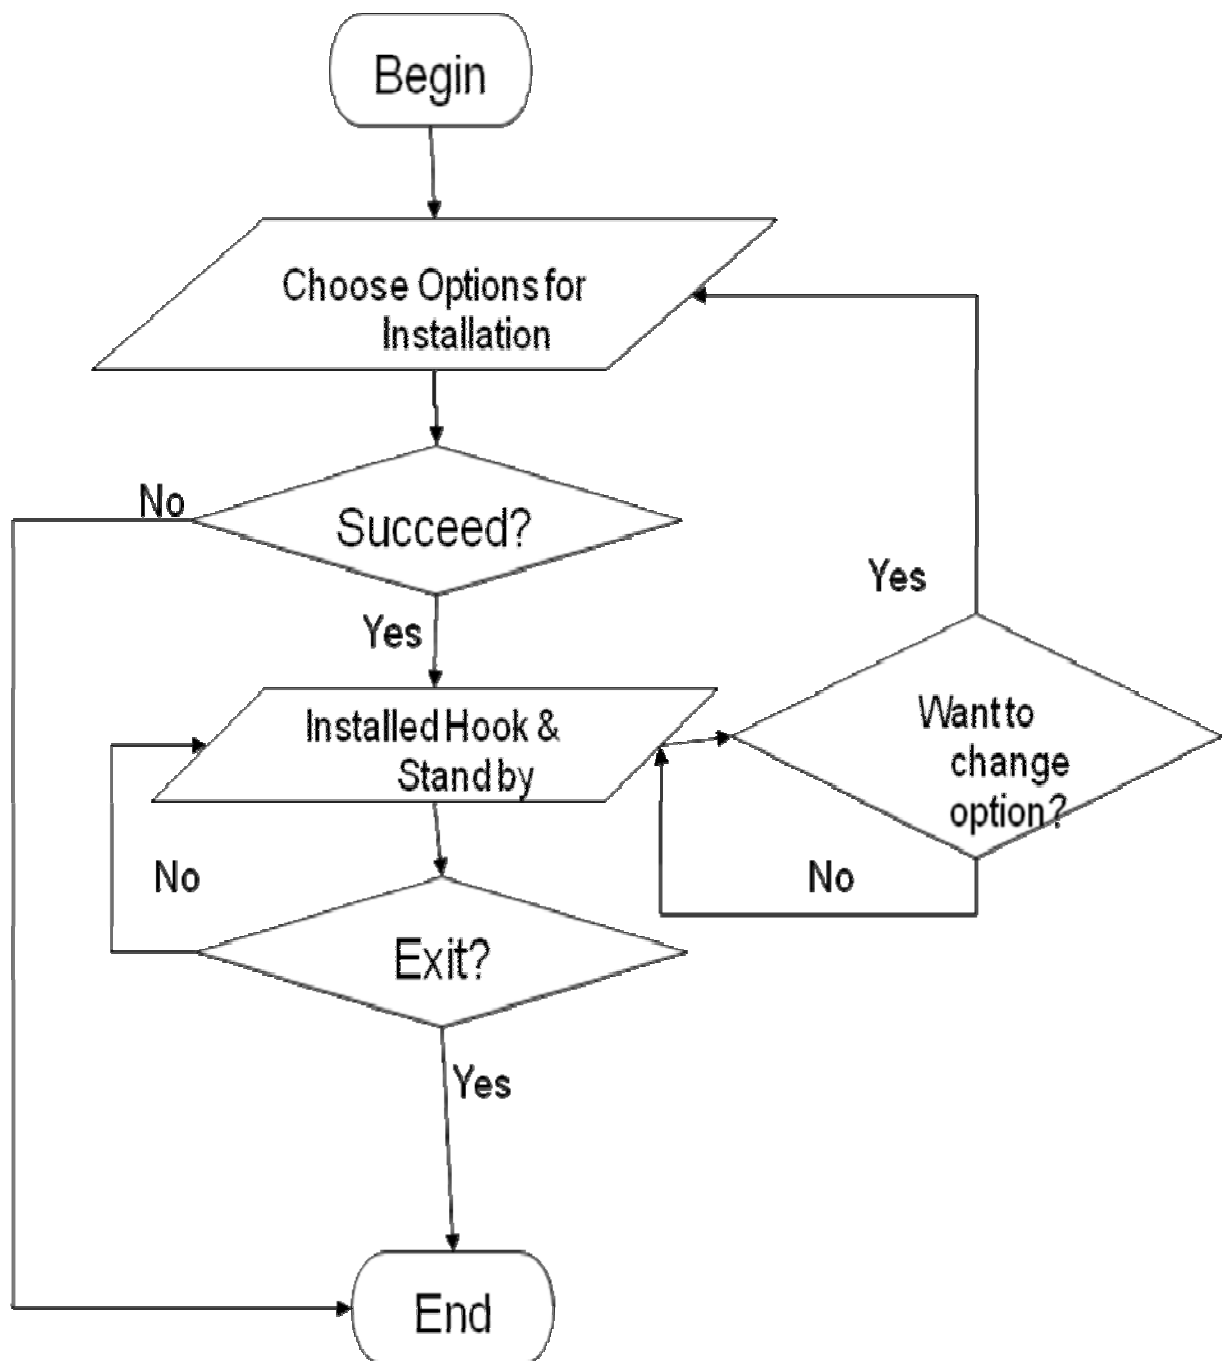 Begin
Choose Options for
Installation
No
Succeed?
Yes
Yes
Installed Hook &
Stand by
Want to
change
option?
No
No
Exit?
Yes
End